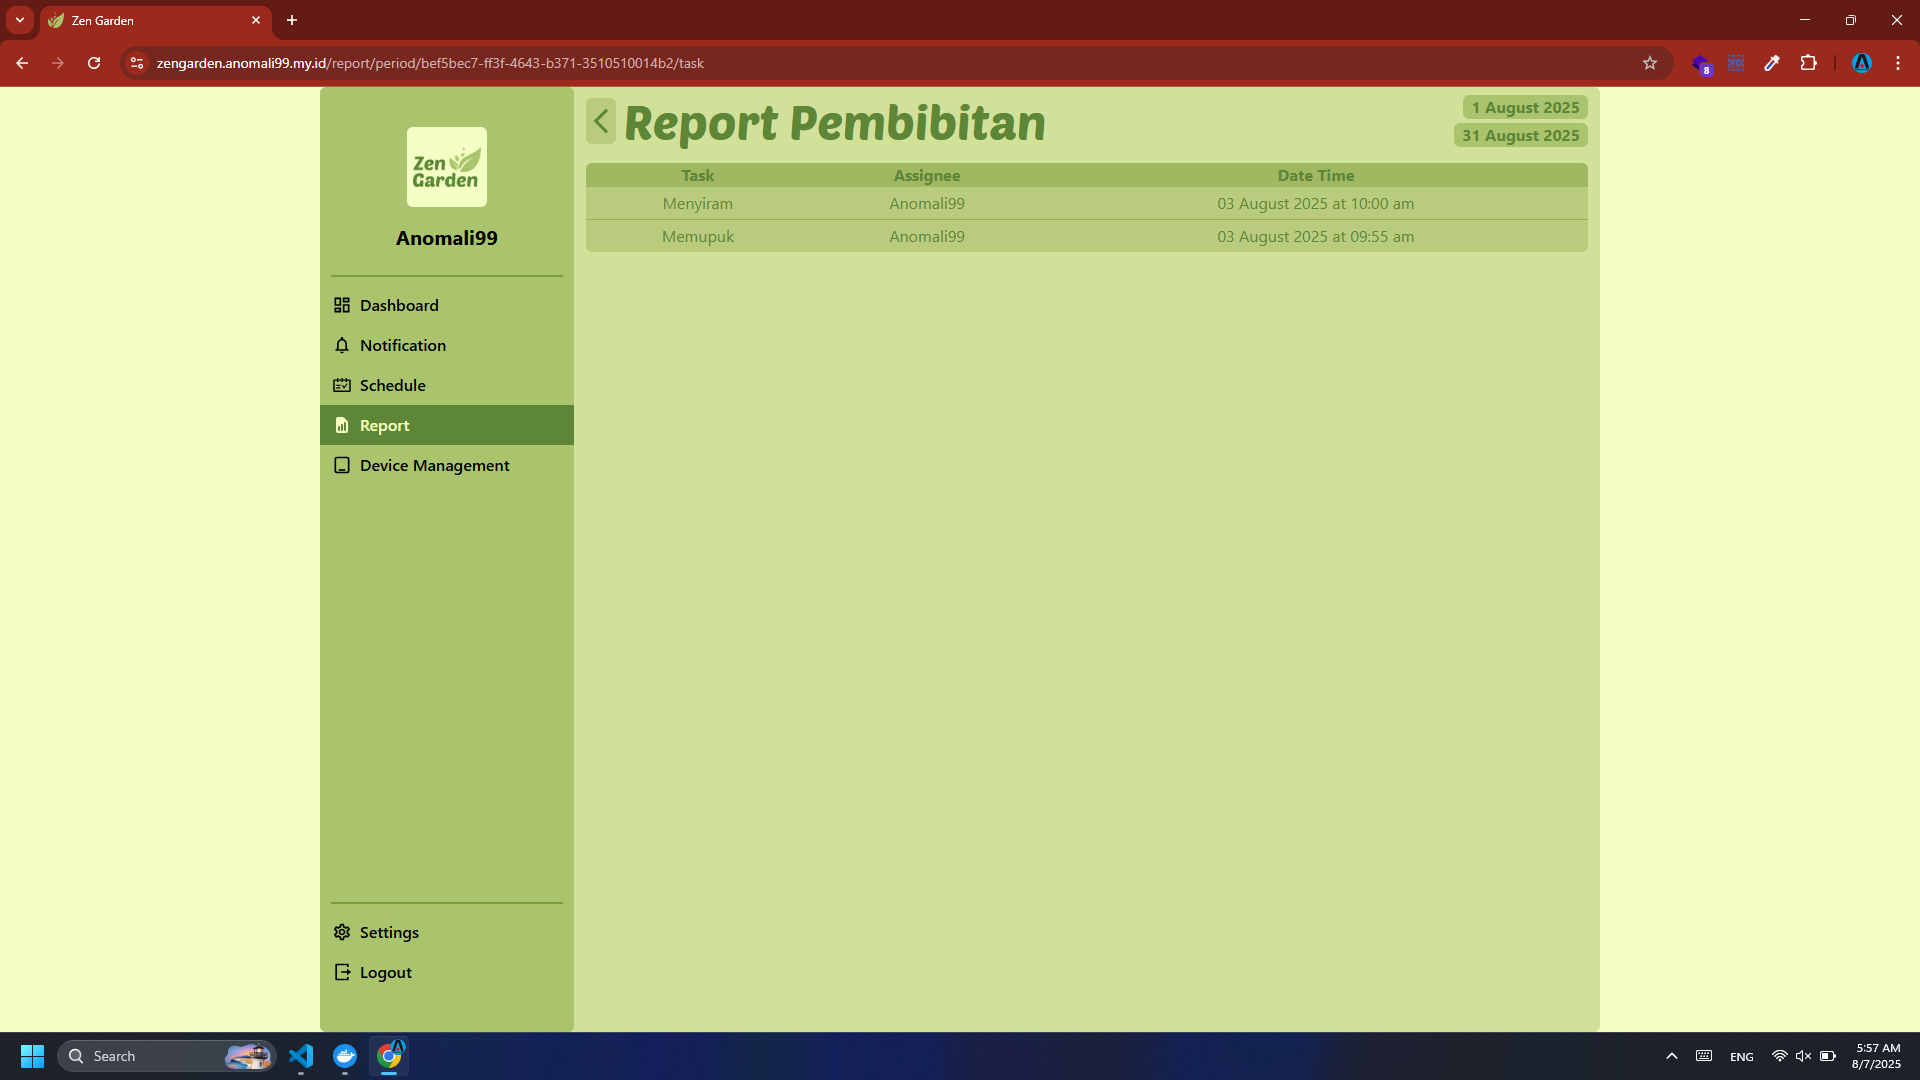 Zen Garden
zengarden.anomali99.my.id/report/period/bef5bec7-ff3f-4643-b371-3510510014b2/task
8
Zen
Garden
Anomali99
Dashboard
Notification
Schedule
Report
Device Management
Settings
Logout
Report Pembibitan
1 August 2025
31 August 2025
Task Assignee Date Time
Menyiram Anomali99 03 August 2025 at 10:00 am
Memupuk Anomali99 03 August 2025 at 09:55 am
Search
ENG
5:57 AM
8/7/2025